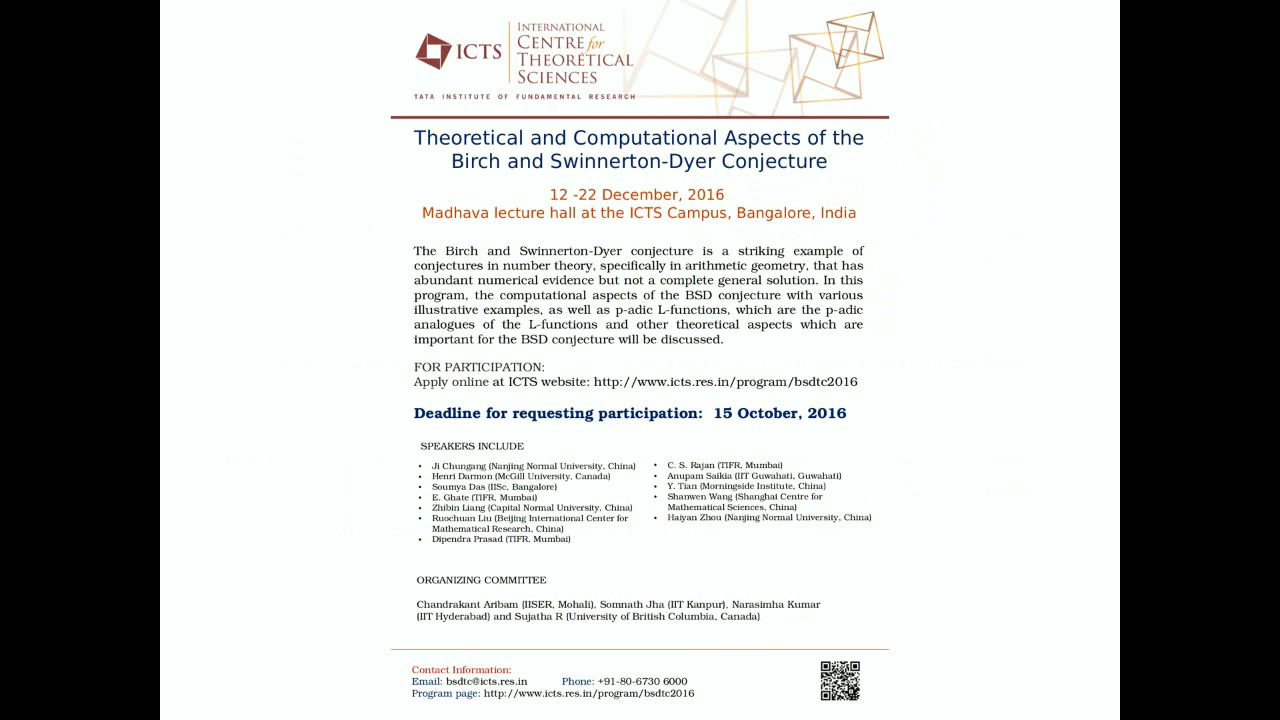 ICTS
INTERNATIONAL
CENTRE for
THEORETICAL
SCIENCES
TATA INSTITUTE OF FUNDAMENTAL RESEARCH
Theoretical and Computational Aspects of the
Birch and Swinnerton-Dyer Conjecture
12 -22 December, 2016
Madhava lecture hall at the ICTS Campus, Bangalore, India
The Birch and Swinnerton-Dyer conjecture is a striking example of
conjectures in number theory, specifically in arithmetic geometry, that has
abundant numerical evidence but not a complete general solution. In this
program, the computational aspects of the BSD conjecture with various
illustrative examples, as well as p-adic L-functions, which are the p-adic
analogues of the L-functions and other theoretical aspects which are
important for the BSD conjecture will be discussed.
FOR PARTICIPATION:
Apply online at ICTS website: http://www.icts.res.in/program/bsdtc2016
Deadline for requesting participation: 15 October, 2016
SPEAKERS INCLUDE
• Ji Chungang (Nanjing Normal University, China)
• Henri Darmon (McGill University, Canada)
• Soumya Das (IISc, Bangalore)
• E. Ghate (TIFR, Mumbai)
• Zhibin Liang (Capital Normal University, China)
• Ruochuan Liu (Beijing International Center for
Mathematical Research, China)
• Dipendra Prasad (TIFR, Mumbai)
• C. S. Rajan (TIFR, Mumbai)
• Anupam Saikia (IIT Guwahati, Guwahati)
• Y. Tian (Morningside Institute, China)
• Shanwen Wang (Shanghai Centre for
Mathematical Sciences, China)
• Haiyan Zhou (Nanjing Normal University, China)
ORGANIZING COMMITTEE
Chandrakant Aribam (IISER, Mohali), Somnath Jha (IIT Kanpur), Narasimha Kumar
(IIT Hyderabad) and Sujatha R (University of British Columbia, Canada)
Contact Information:
Email: bsdtc@icts.res.in Phone: +91-80-6730 6000
Program page: http://www.icts.res.in/program/bsdtc2016